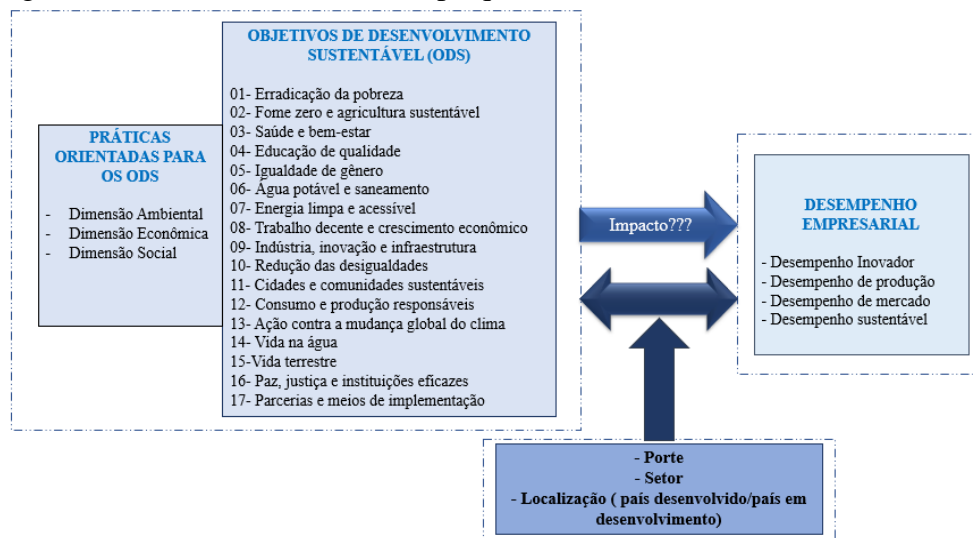 PRÁTICAS
ORIENTADAS PARA
OS ODS
- Dimensão Ambiental
- Dimensão Econômica
- Dimensão Social
OBJETIVOS DE DESENVOLVIMENTO
SUSTENTÁVEL (ODS)
01- Erradicação da pobreza
02- Fome zero e agricultura sustentável
03- Saúde e bem-estar
04- Educação de qualidade
05- Igualdade de gênero
06- Água potável e saneamento
07- Energia limpa e acessível
08- Trabalho decente e crescimento econômico
09- Indústria, inovação e infraestrutura
10- Redução das desigualdades
11- Cidades e comunidades sustentáveis
12- Consumo e produção responsáveis
13- Ação contra a mudança global do clima
14- Vida na água
15-Vida terrestre
16- Paz, justiça e instituições eficazes
17- Parcerias e meios de implementação
Impacto???
DESEMPENHO
EMPRESARIAL
- Desempenho Inovador
- Desempenho de produção
- Desempenho de mercado
- Desempenho sustentável
- Porte
- Setor
- Localização ( país desenvolvido/país em
desenvolvimento)